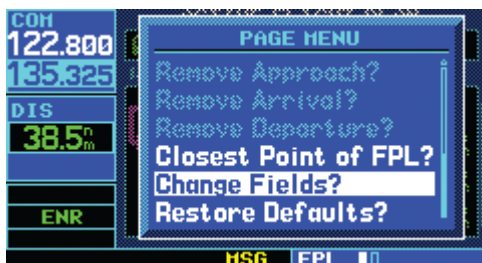 COM
122.800
135.325
DIS
38.5nm
ENR
PAGE MENU
Remove Approach?
Remove Arrival?
Remove Departure?
Closest Point of FPL?
Change Fields?
Restore Defaults?
MSG FPL